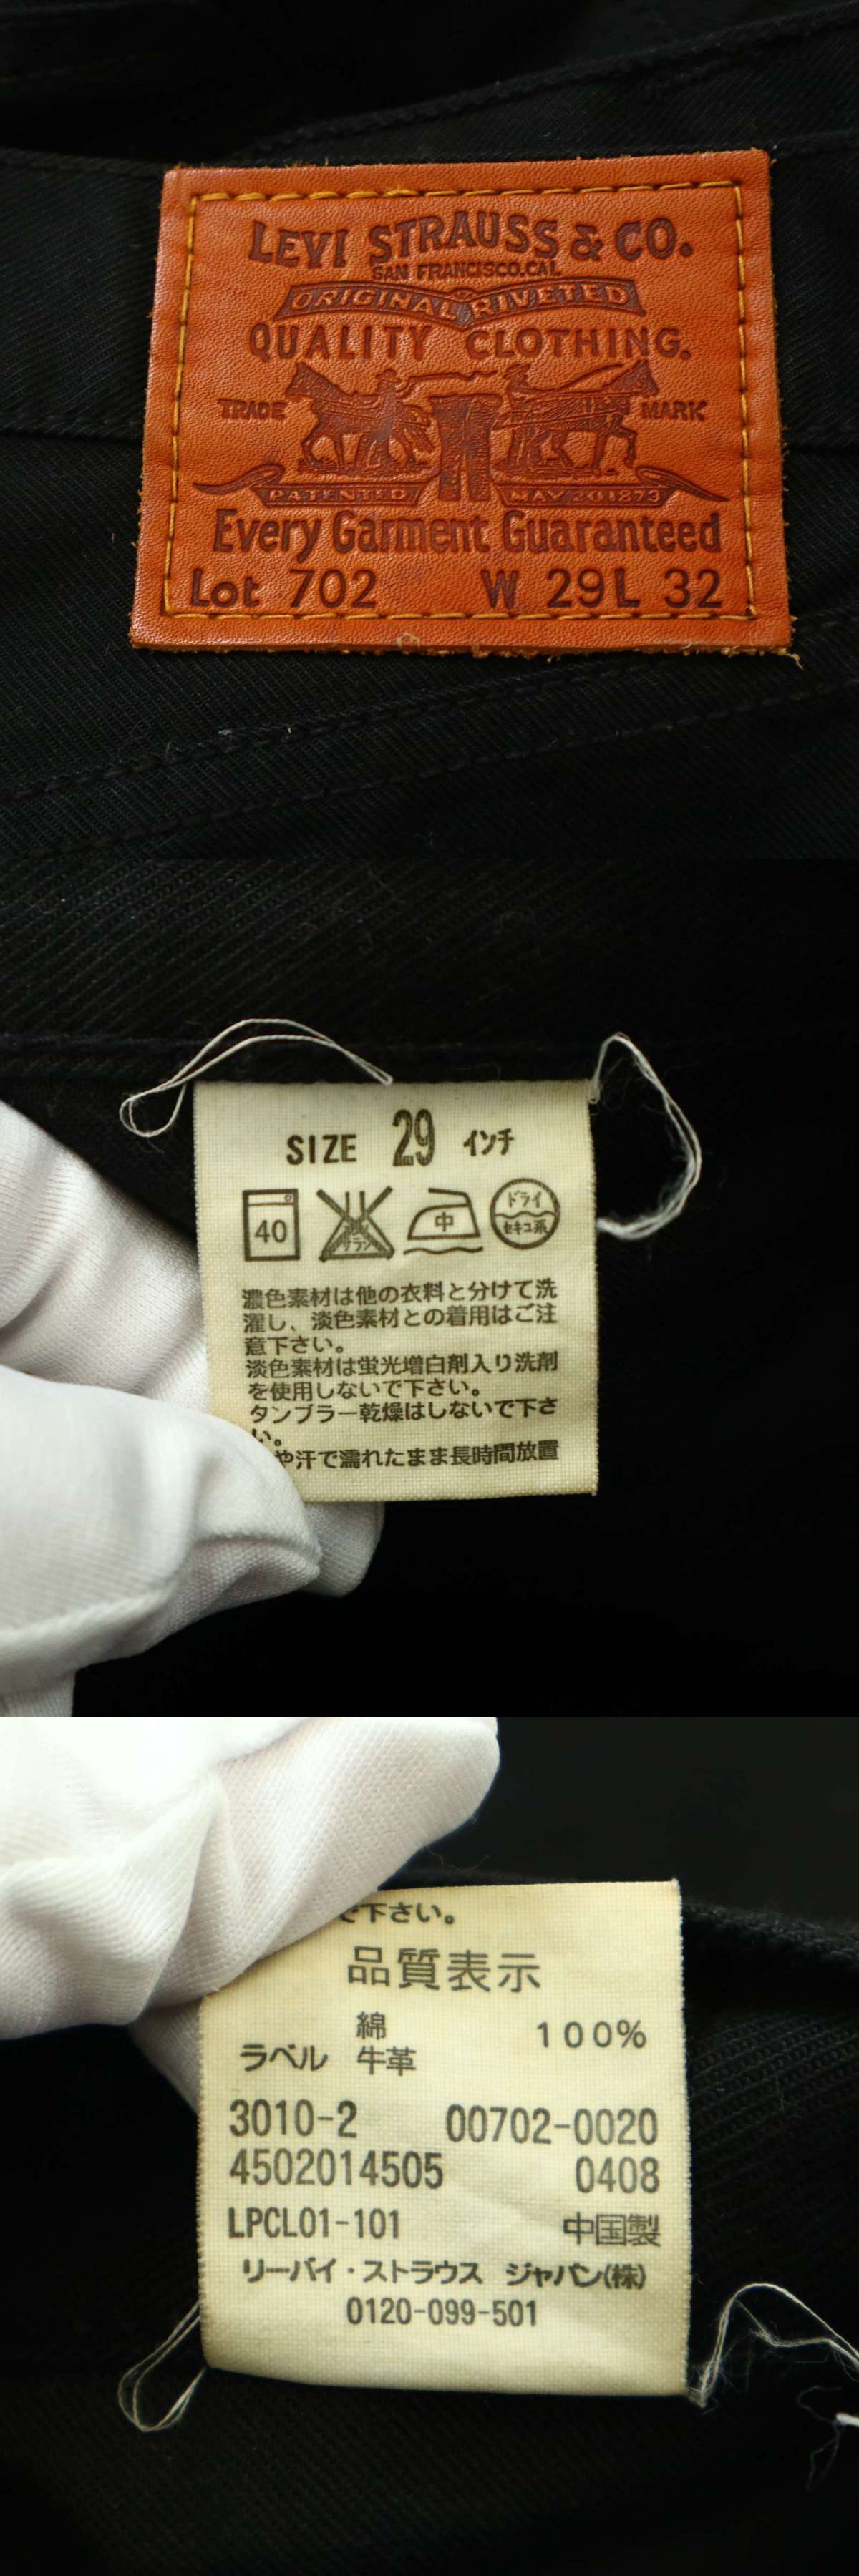 LEVI STRAUSS & CO.
SAN FRANCISCO.CAL.
ORIGINAL RIVETED
QUALITY CLOTHING.
TRADE MARK
PATENTED MAY 20 1873
Every Garment Guaranteed
Lot 702 W 29 L 32
SIZE 29 インチ
40 中 ドライ
セキユ系
濃色素材は他の衣料と分けて洗
濯し、淡色素材との着用はご注
意下さい。
淡色素材は蛍光増白剤入り洗剤
を使用しないで下さい。
タンブラー乾燥はしないで下さ
い。
や汗で濡れたまま長時間放置
で下さい。
品質表示
綿 100%
ラベル 牛革
3010-2 00702-0020
4502014505 0408
LPCL01-101 中国製
リーバイ・ストラウス ジャパン(株)
0120-099-501